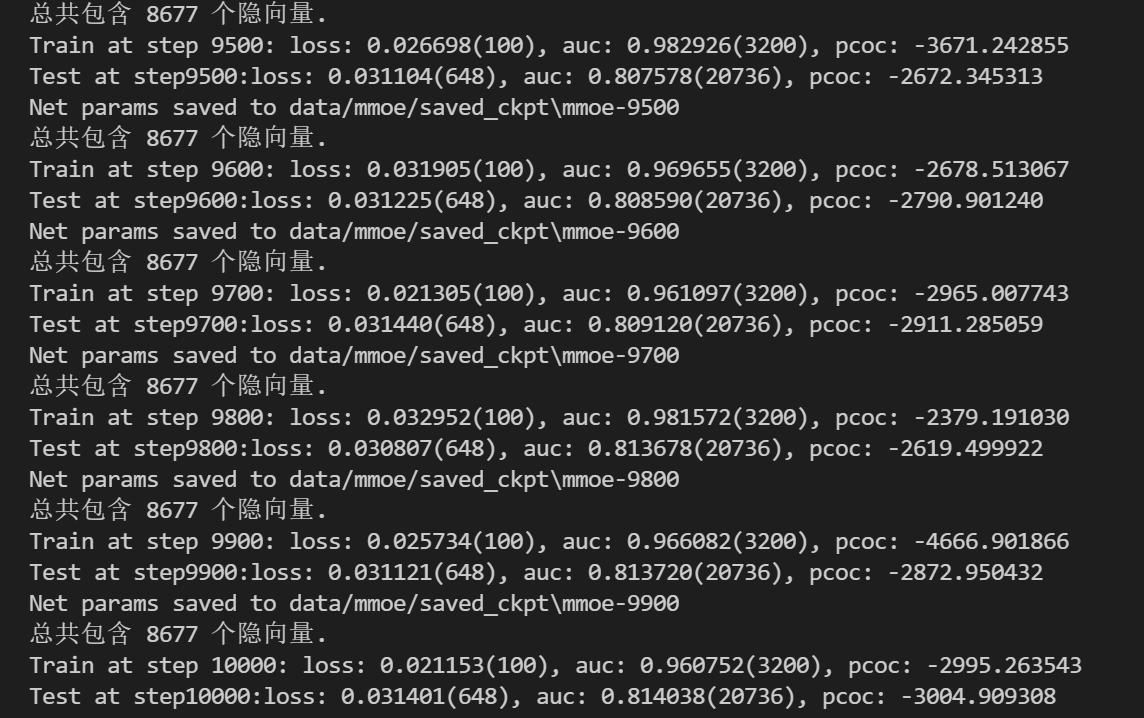 总共包含 8677 个隐向量.
Train at step 9500: loss: 0.026698(100), auc: 0.982926(3200), pcoc: -3671.242855
Test at step9500:loss: 0.031104(648), auc: 0.807578(20736), pcoc: -2672.345313
Net params saved to data/mmoe/saved_ckpt\mmoe-9500
总共包含 8677 个隐向量.
Train at step 9600: loss: 0.031905(100), auc: 0.969655(3200), pcoc: -2678.513067
Test at step9600:loss: 0.031225(648), auc: 0.808590(20736), pcoc: -2790.901240
Net params saved to data/mmoe/saved_ckpt\mmoe-9600
总共包含 8677 个隐向量.
Train at step 9700: loss: 0.021305(100), auc: 0.961097(3200), pcoc: -2965.007743
Test at step9700:loss: 0.031440(648), auc: 0.809120(20736), pcoc: -2911.285059
Net params saved to data/mmoe/saved_ckpt\mmoe-9700
总共包含 8677 个隐向量.
Train at step 9800: loss: 0.032952(100), auc: 0.981572(3200), pcoc: -2379.191030
Test at step9800:loss: 0.030807(648), auc: 0.813678(20736), pcoc: -2619.499922
Net params saved to data/mmoe/saved_ckpt\mmoe-9800
总共包含 8677 个隐向量.
Train at step 9900: loss: 0.025734(100), auc: 0.966082(3200), pcoc: -4666.901866
Test at step9900:loss: 0.031121(648), auc: 0.813720(20736), pcoc: -2872.950432
Net params saved to data/mmoe/saved_ckpt\mmoe-9900
总共包含 8677 个隐向量.
Train at step 10000: loss: 0.021153(100), auc: 0.960752(3200), pcoc: -2995.263543
Test at step10000:loss: 0.031401(648), auc: 0.814038(20736), pcoc: -3004.909308